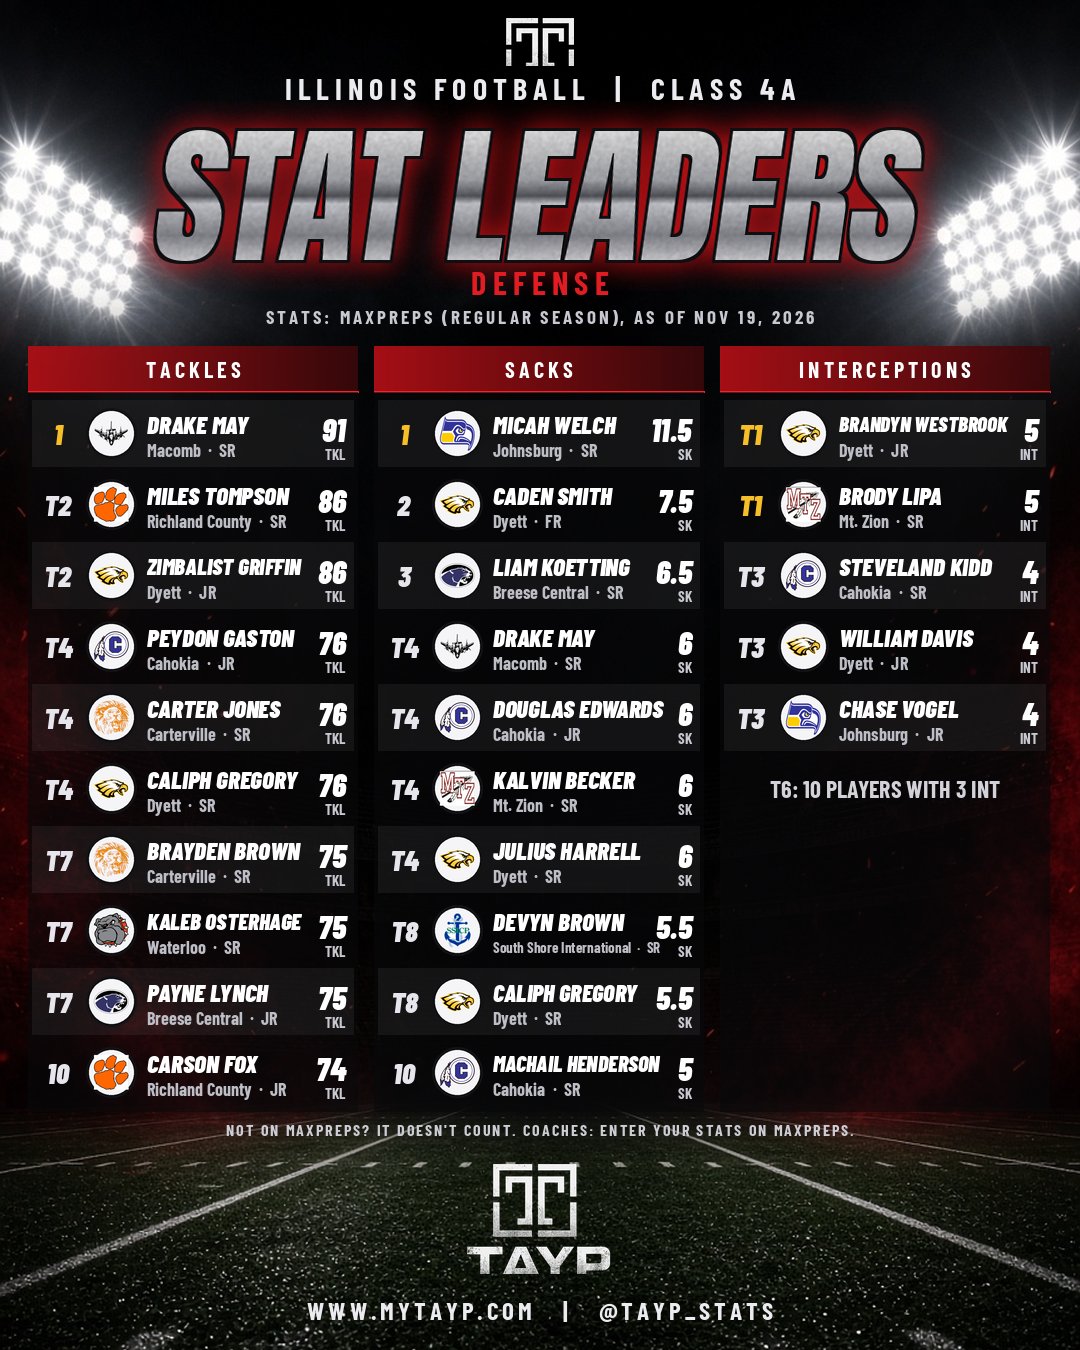 ILLINOIS FOOTBALL | CLASS 4A
STAT LEADERS
DEFENSE
STATS: MAXPREPS (REGULAR SEASON), AS OF NOV 19, 2026
TACKLES
1 DRAKE MAY 91
Macomb · SR TKL
T2 MILES TOMPSON 86
Richland County · SR TKL
T2 ZIMBALIST GRIFFIN 86
Dyett · JR TKL
T4 PEYDON GASTON 76
Cahokia · JR TKL
T4 CARTER JONES 76
Carterville · SR TKL
T4 CALIPH GREGORY 76
Dyett · SR TKL
T7 BRAYDEN BROWN 75
Carterville · SR TKL
T7 KALEB OSTERHAGE 75
Waterloo · SR TKL
T7 PAYNE LYNCH 75
Breese Central · JR TKL
10 CARSON FOX 74
Richland County · JR TKL
SACKS
1 MICAH WELCH 11.5
Johnsburg · SR SK
2 CADEN SMITH 7.5
Dyett · FR SK
3 LIAM KOETTING 6.5
Breese Central · SR SK
T4 DRAKE MAY 6
Macomb · SR SK
T4 DOUGLAS EDWARDS 6
Cahokia · JR SK
T4 KALVIN BECKER 6
Mt. Zion · SR SK
T4 JULIUS HARRELL 6
Dyett · SR SK
T8 DEVYN BROWN 5.5
South Shore International · SR SK
T8 CALIPH GREGORY 5.5
Dyett · SR SK
10 MACHAIL HENDERSON 5
Cahokia · SR SK
INTERCEPTIONS
T1 BRANDYN WESTBROOK 5
Dyett · JR INT
T1 BRODY LIPA 5
Mt. Zion · SR INT
T3 STEVELAND KIDD 4
Cahokia · SR INT
T3 WILLIAM DAVIS 4
Dyett · JR INT
T3 CHASE VOGEL 4
Johnsburg · JR INT
T6: 10 PLAYERS WITH 3 INT
NOT ON MAXPREPS? IT DOESN'T COUNT. COACHES: ENTER YOUR STATS ON MAXPREPS.
TAYP
WWW.MYTAYP.COM | @TAYP_STATS